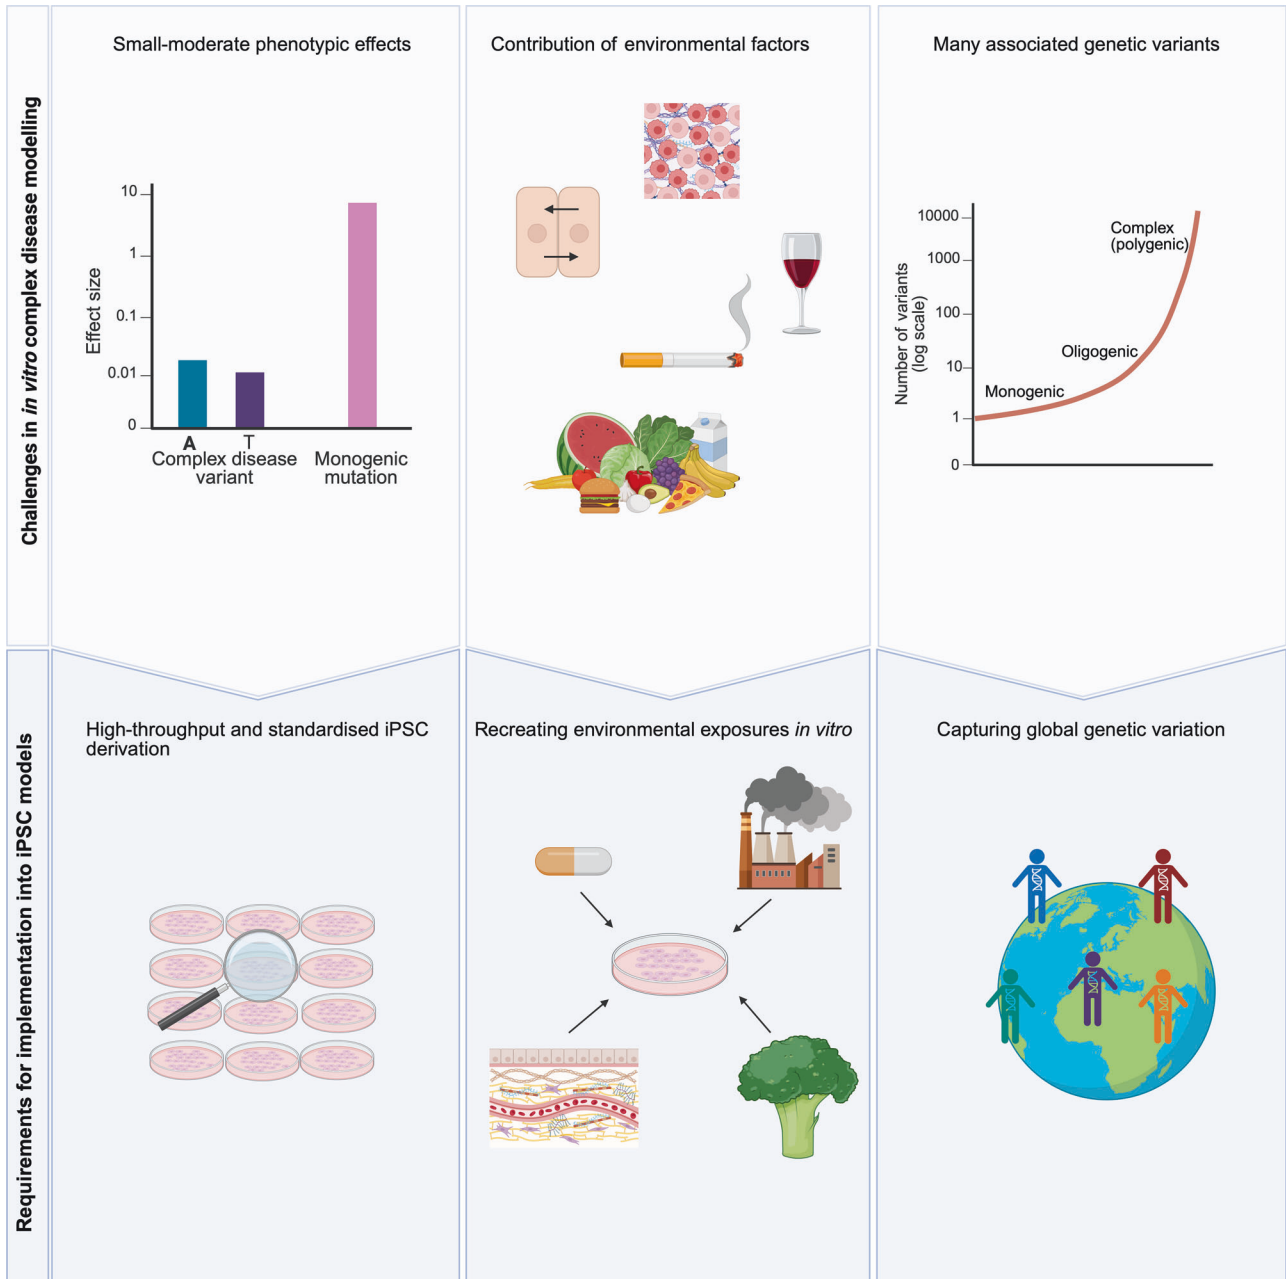 Challenges in in vitro complex disease modelling
Small-moderate phenotypic effects
Effect size
10
1
0.1
0.01
0
A
T
Complex disease
variant
Monogenic
mutation
Contribution of environmental factors
Many associated genetic variants
Number of variants
(log scale)
10000
1000
100
10
1
0
Complex
(polygenic)
Oligogenic
Monogenic
Requirements for implementation into iPSC models
High-throughput and standardised iPSC
derivation
Recreating environmental exposures in vitro
Capturing global genetic variation